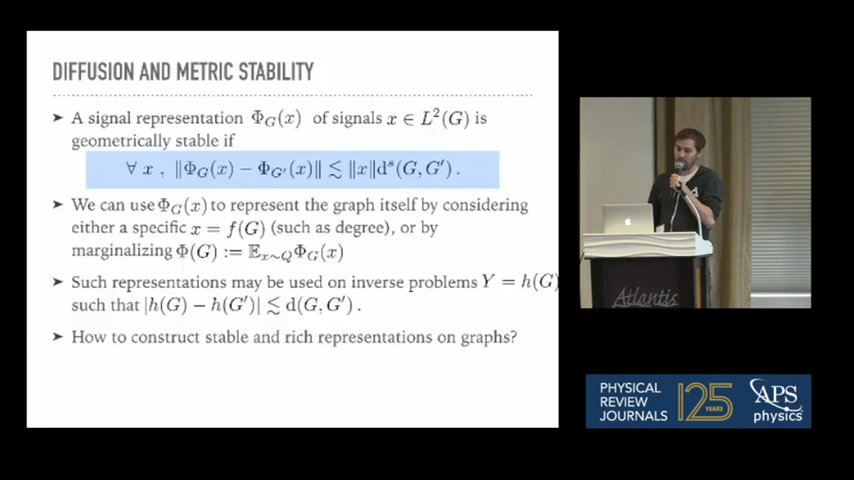 DIFFUSION AND METRIC STABILITY
➤ A signal representation Φ_G(x) of signals x ∈ L²(G) is
geometrically stable if
∀ x , ‖Φ_G(x) − Φ_G′(x)‖ ≲ ‖x‖d^s(G, G′) .
➤ We can use Φ_G(x) to represent the graph itself by considering
either a specific x = f(G) (such as degree), or by
marginalizing Φ(G) := 𝔼_{x∼Q}Φ_G(x)
➤ Such representations may be used on inverse problems Y = h(G)
such that |h(G) − h(G′)| ≲ d(G, G′) .
➤ How to construct stable and rich representations on graphs?
Atlantis
PHYSICAL
REVIEW
JOURNALS
125
YEARS
APS
physics